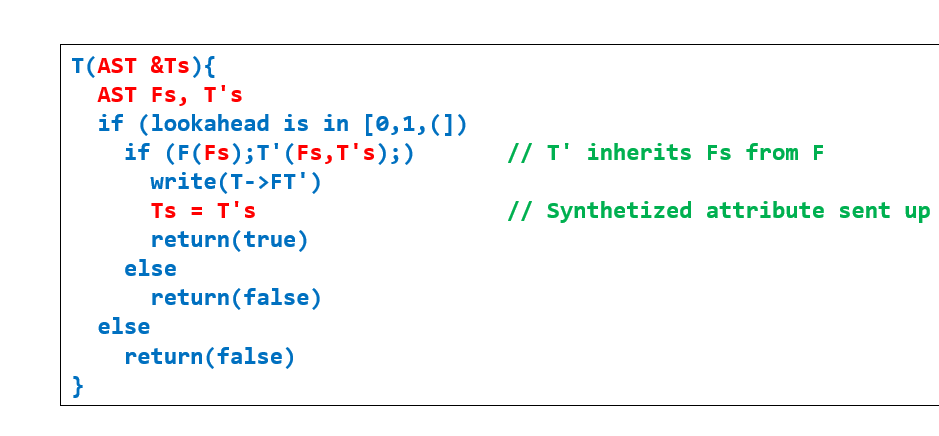 T(AST &Ts){
  AST Fs, T's
  if (lookahead is in [0,1,(])
    if (F(Fs);T'(Fs,T's);)       // T' inherits Fs from F
      write(T->FT')
      Ts = T's                   // Synthetized attribute sent up
      return(true)
    else
      return(false)
  else
    return(false)
}